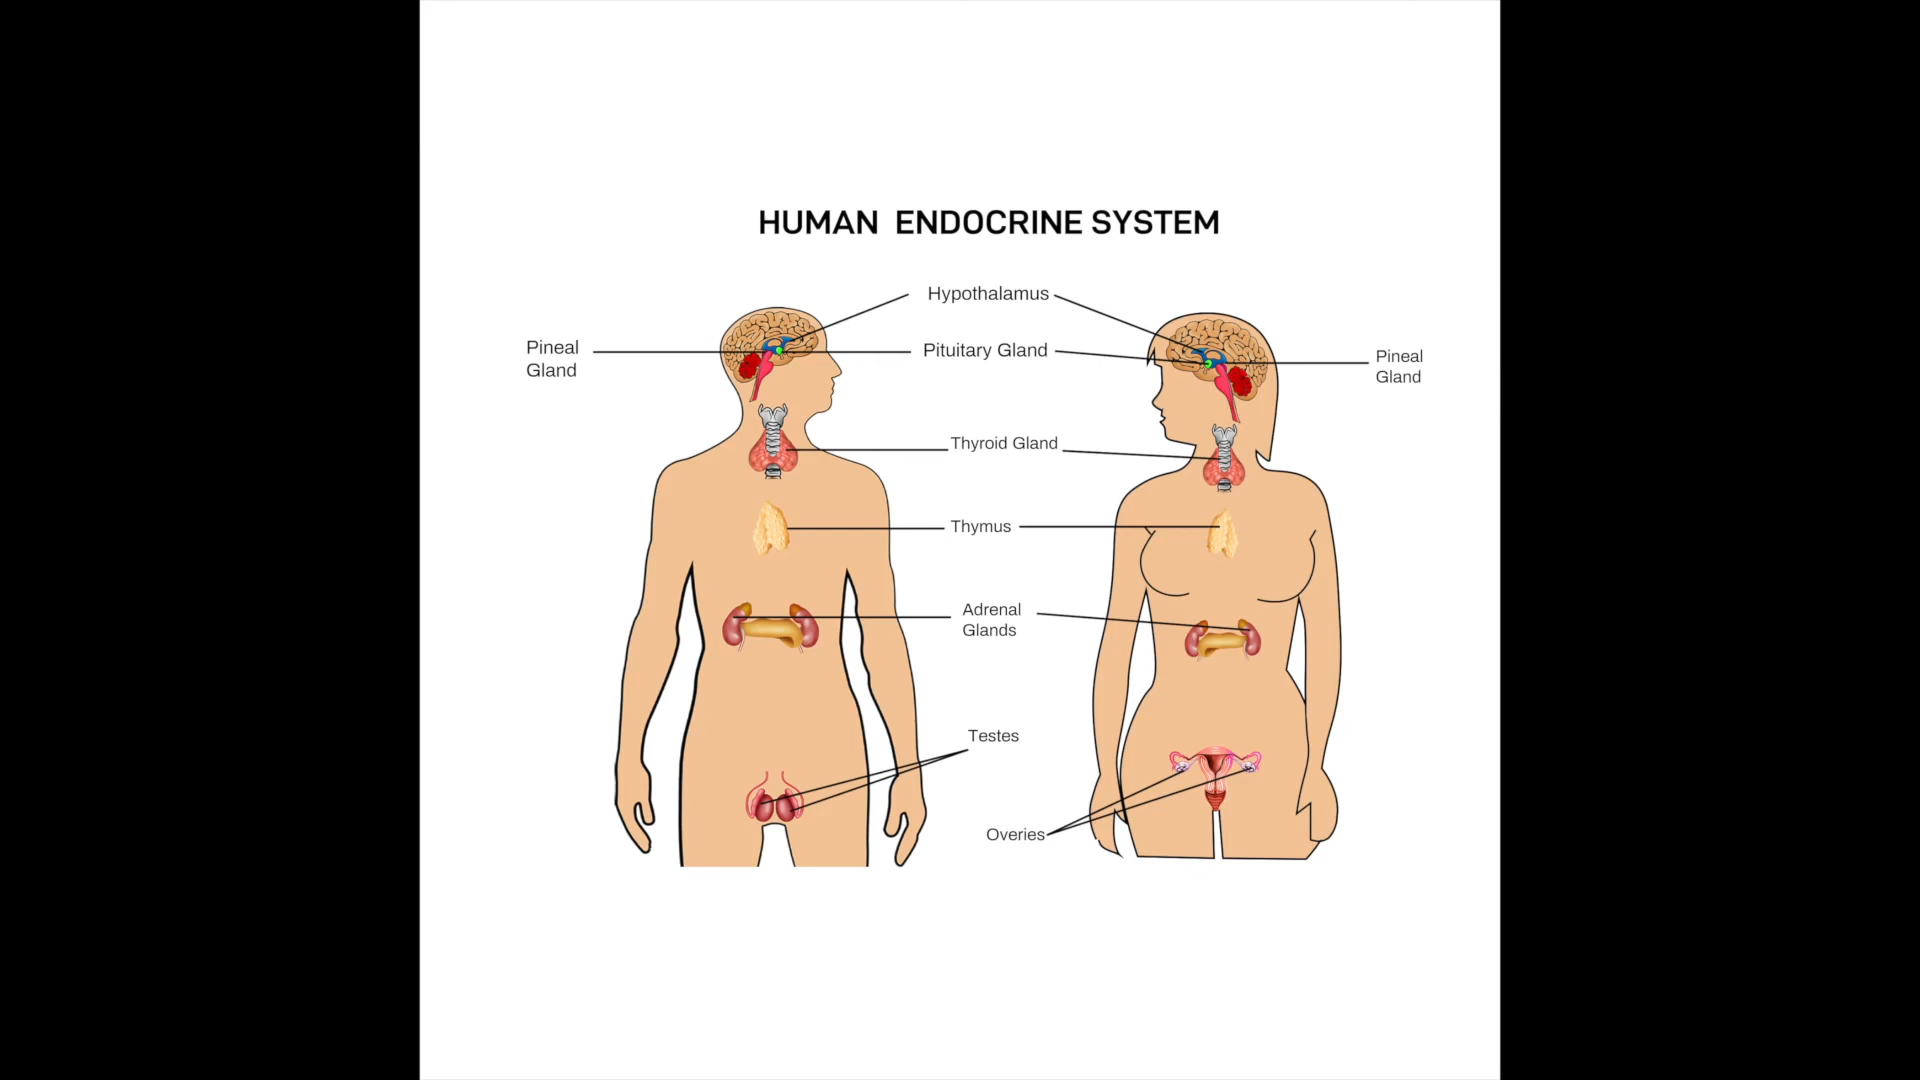 HUMAN ENDOCRINE SYSTEM
Hypothalamus
Pineal
Gland
Pituitary Gland
Pineal
Gland
Thyroid Gland
Thymus
Adrenal
Glands
Testes
Overies